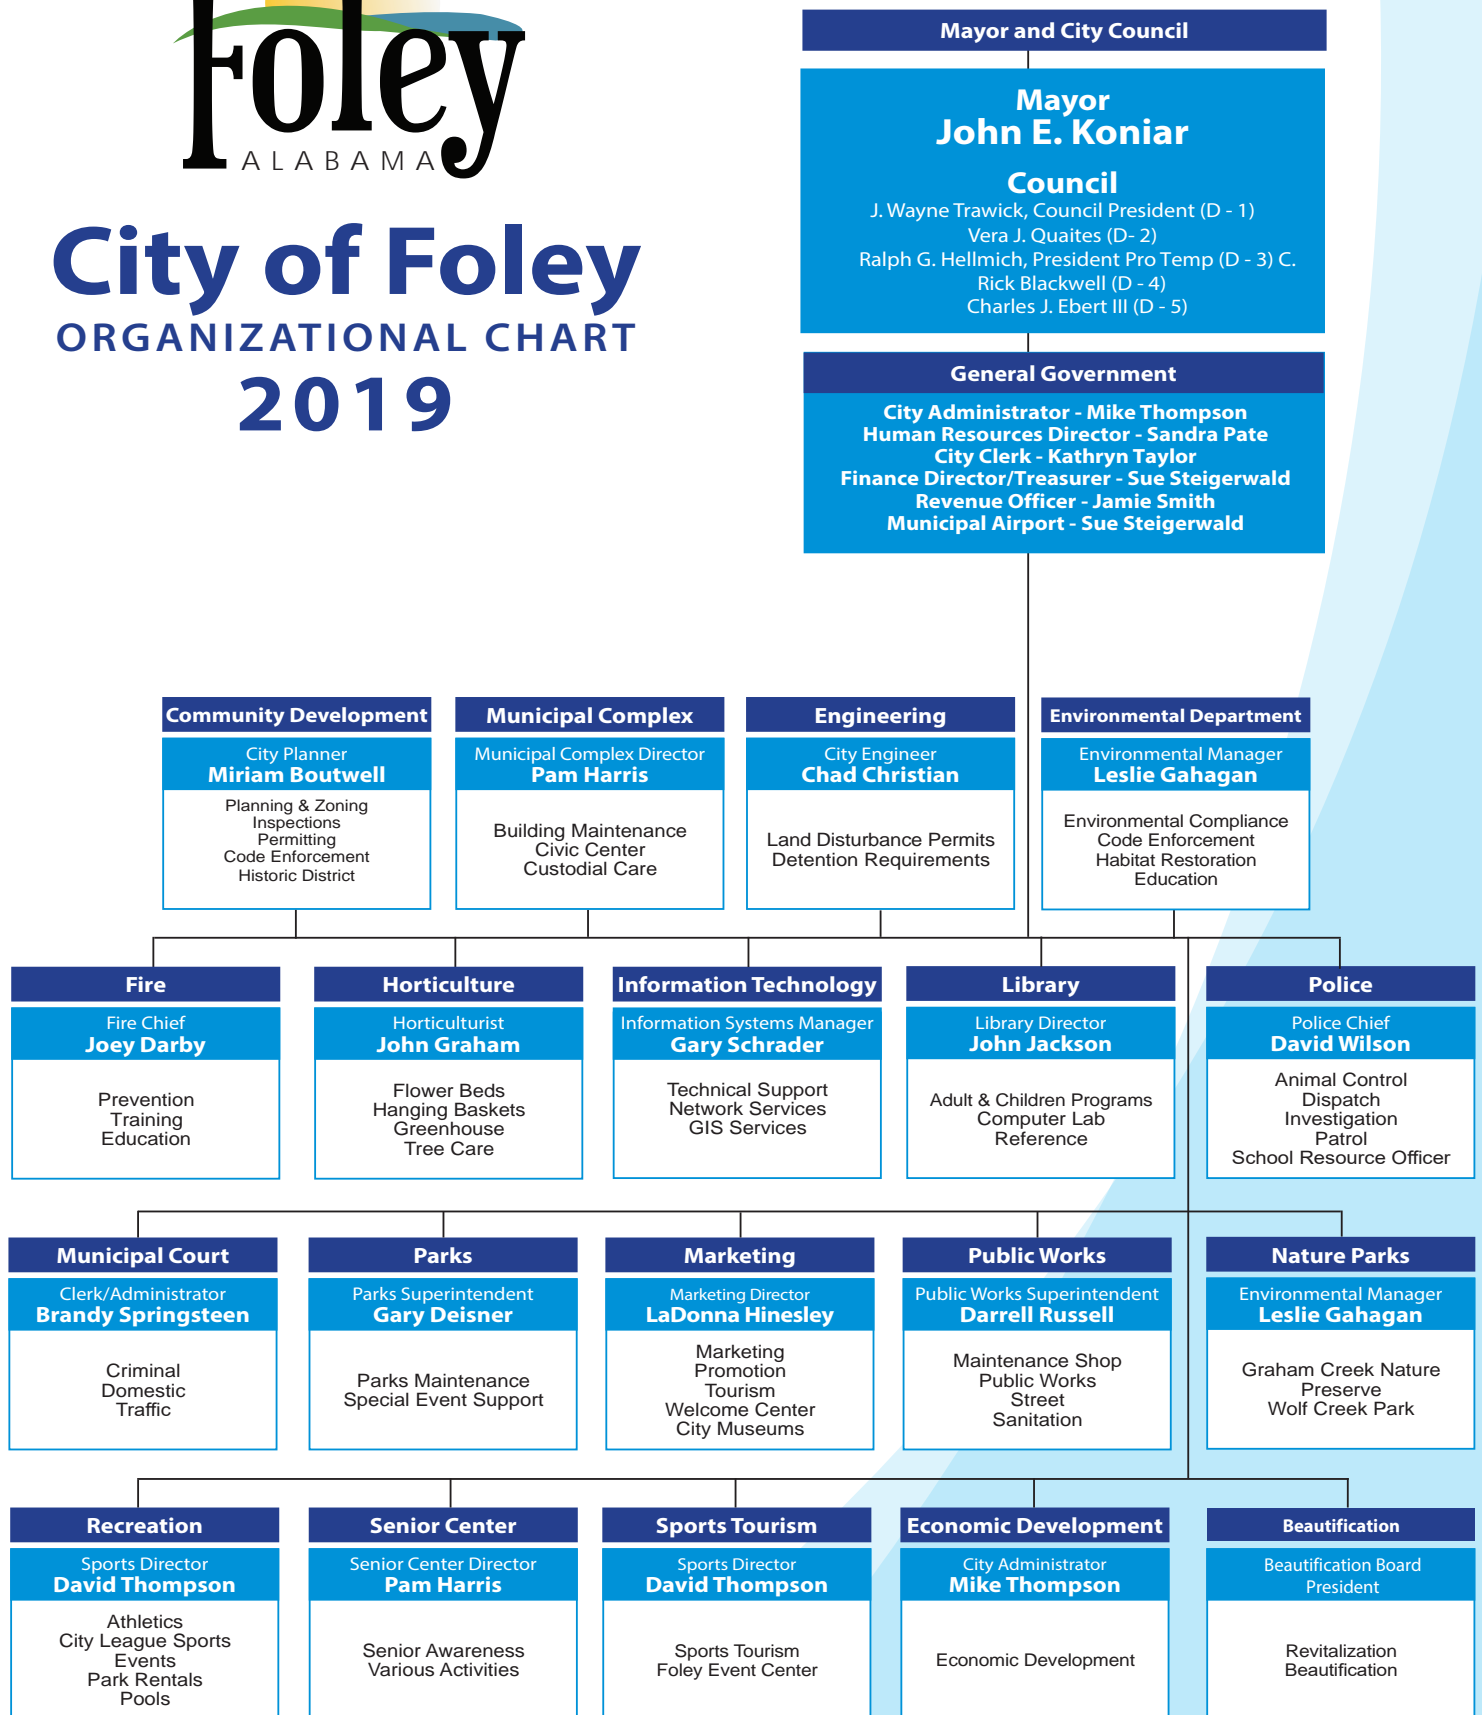 Foley
ALABAMA
City of Foley
ORGANIZATIONAL CHART
2019
Mayor and City Council
Mayor
John E. Koniar
Council
J. Wayne Trawick, Council President (D - 1)
Vera J. Quaites (D- 2)
Ralph G. Hellmich, President Pro Temp (D - 3) C.
Rick Blackwell (D - 4)
Charles J. Ebert III (D - 5)
General Government
City Administrator - Mike Thompson
Human Resources Director - Sandra Pate
City Clerk - Kathryn Taylor
Finance Director/Treasurer - Sue Steigerwald
Revenue Officer - Jamie Smith
Municipal Airport - Sue Steigerwald
Community Development
City Planner
Miriam Boutwell
Planning & Zoning
Inspections
Permitting
Code Enforcement
Historic District
Municipal Complex
Municipal Complex Director
Pam Harris
Building Maintenance
Civic Center
Custodial Care
Engineering
City Engineer
Chad Christian
Land Disturbance Permits
Detention Requirements
Environmental Department
Environmental Manager
Leslie Gahagan
Environmental Compliance
Code Enforcement
Habitat Restoration
Education
Fire
Fire Chief
Joey Darby
Prevention
Training
Education
Horticulture
Horticulturist
John Graham
Flower Beds
Hanging Baskets
Greenhouse
Tree Care
Information Technology
Information Systems Manager
Gary Schrader
Technical Support
Network Services
GIS Services
Library
Library Director
John Jackson
Adult & Children Programs
Computer Lab
Reference
Police
Police Chief
David Wilson
Animal Control
Dispatch
Investigation
Patrol
School Resource Officer
Municipal Court
Clerk/Administrator
Brandy Springsteen
Criminal
Domestic
Traffic
Parks
Parks Superintendent
Gary Deisner
Parks Maintenance
Special Event Support
Marketing
Marketing Director
LaDonna Hinesley
Marketing
Promotion
Tourism
Welcome Center
City Museums
Public Works
Public Works Superintendent
Darrell Russell
Maintenance Shop
Public Works
Street
Sanitation
Nature Parks
Environmental Manager
Leslie Gahagan
Graham Creek Nature
Preserve
Wolf Creek Park
Recreation
Sports Director
David Thompson
Athletics
City League Sports
Events
Park Rentals
Pools
Senior Center
Senior Center Director
Pam Harris
Senior Awareness
Various Activities
Sports Tourism
Sports Director
David Thompson
Sports Tourism
Foley Event Center
Economic Development
City Administrator
Mike Thompson
Economic Development
Beautification
Beautification Board
President
Revitalization
Beautification